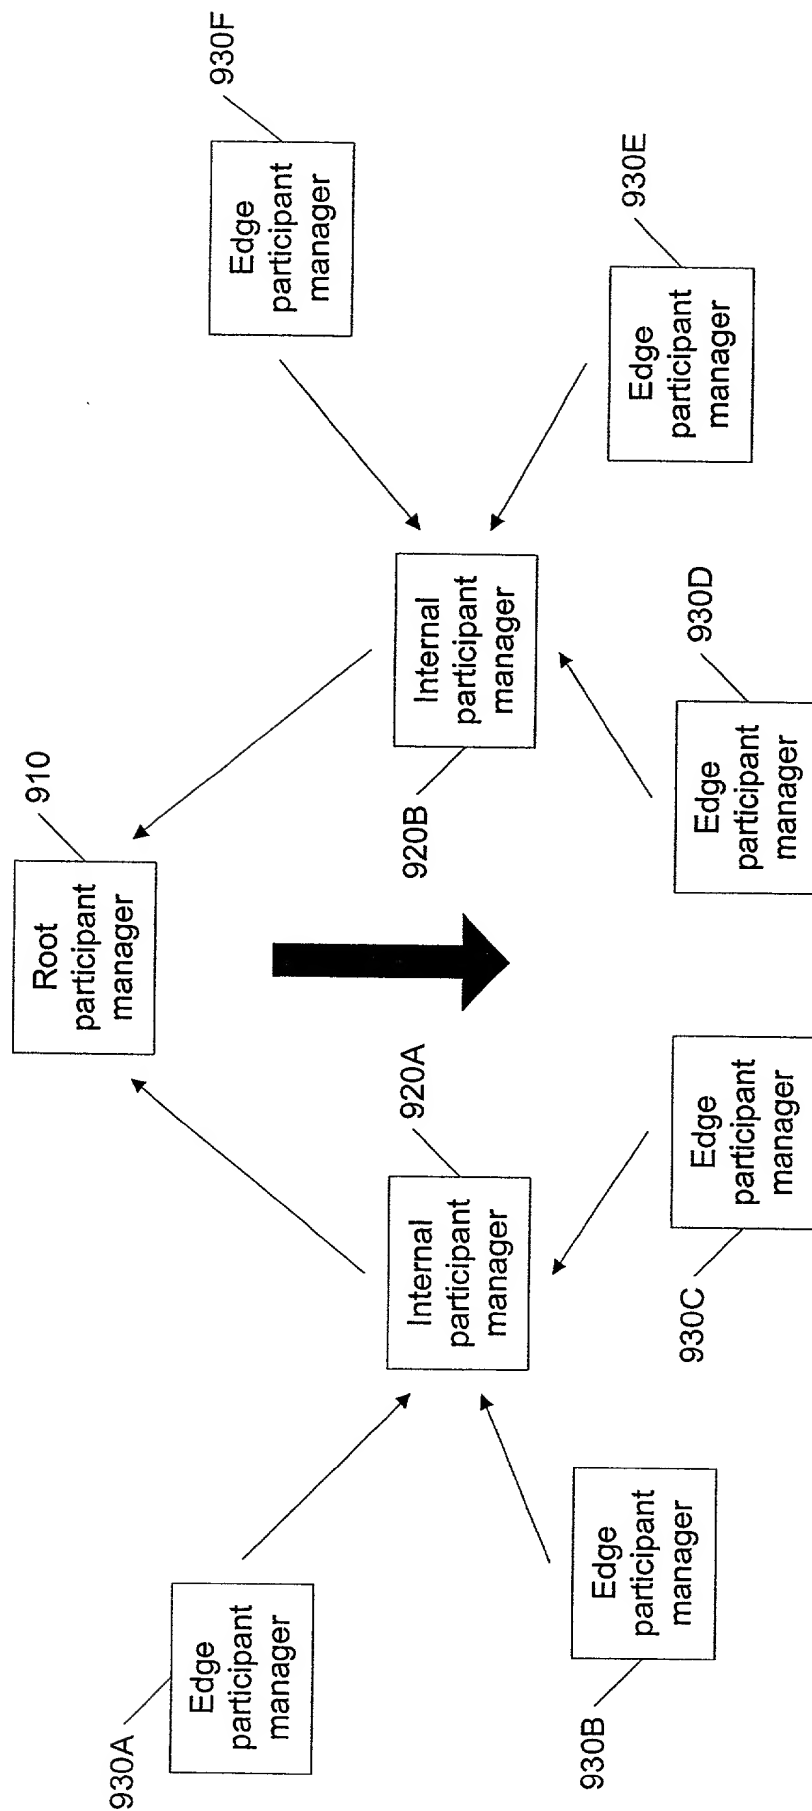 910
Root
participant
manager
920A
Internal
participant
manager
920B
Internal
participant
manager
930A
Edge
participant
manager
930B
Edge
participant
manager
930C
Edge
participant
manager
930D
Edge
participant
manager
930E
Edge
participant
manager
930F
Edge
participant
manager